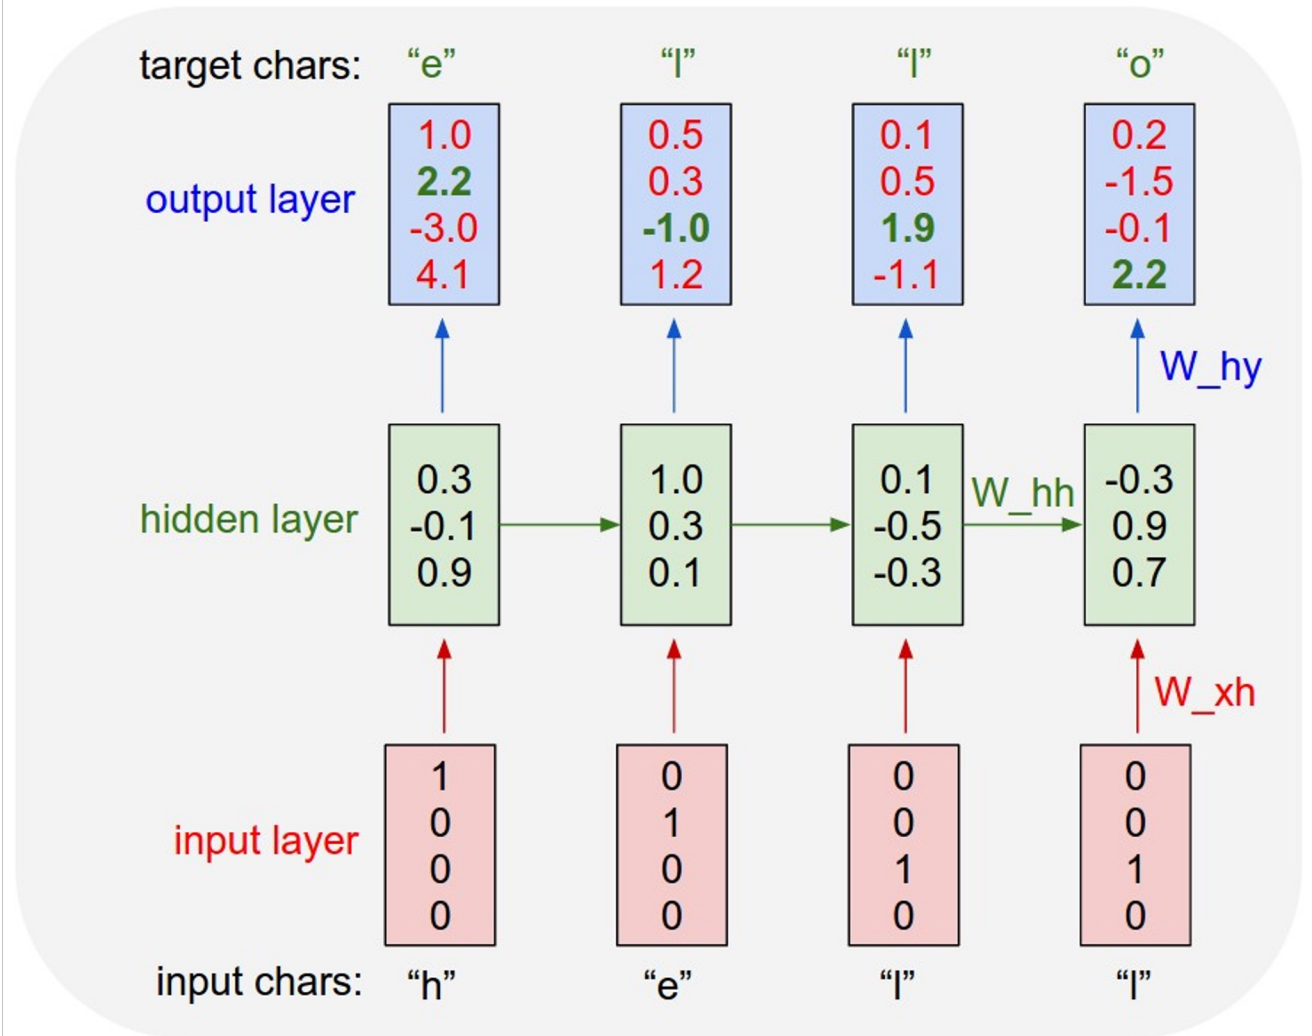 target chars: “e” “l” “l” “o”
output layer
1.0 0.5 0.1 0.2
2.2 0.3 0.5 -1.5
-3.0 -1.0 1.9 -0.1
4.1 1.2 -1.1 2.2
W_hy
hidden layer
0.3 1.0 0.1 -0.3
-0.1 0.3 -0.5 0.9
0.9 0.1 -0.3 0.7
W_hh
W_xh
input layer
1 0 0 0
0 1 0 0
0 0 1 1
0 0 0 0
input chars: “h” “e” “l” “l”